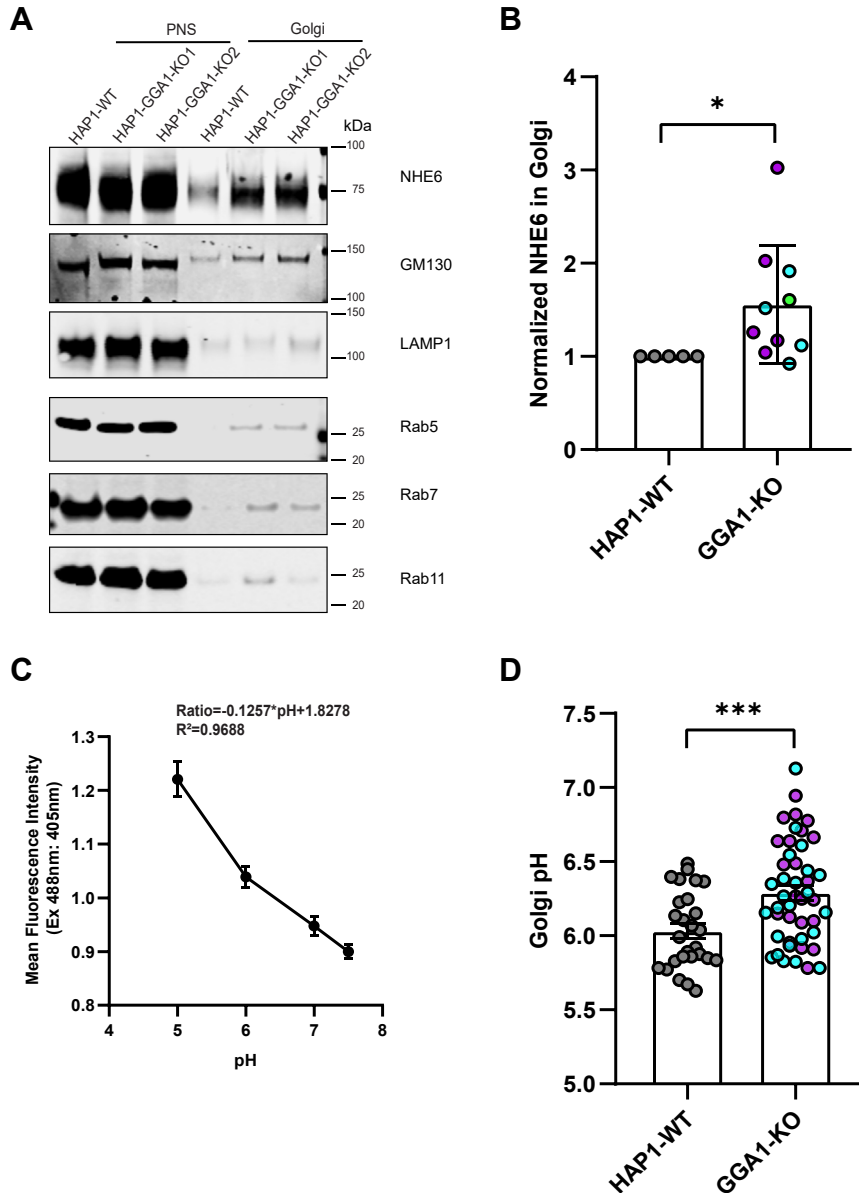 A
PNS
Golgi
HAP1-WT
HAP1-GGA1-KO1
HAP1-GGA1-KO2
HAP1-WT
HAP1-GGA1-KO1
HAP1-GGA1-KO2
kDa
100
NHE6
75
150
GM130
100
150
LAMP1
100
Rab5
25
20
Rab7
25
20
Rab11
25
20
B
Normalized NHE6 in Golgi
4
3
2
1
0
*
HAP1-WT
GGA1-KO
C
Ratio=-0.1257*pH+1.8278
R²=0.9688
Mean Fluorescence Intensity
(Ex 488nm: 405nm)
1.3
1.2
1.1
1.0
0.9
0.8
4
5
6
7
8
pH
D
Golgi pH
7.5
7.0
6.5
6.0
5.5
5.0
***
HAP1-WT
GGA1-KO